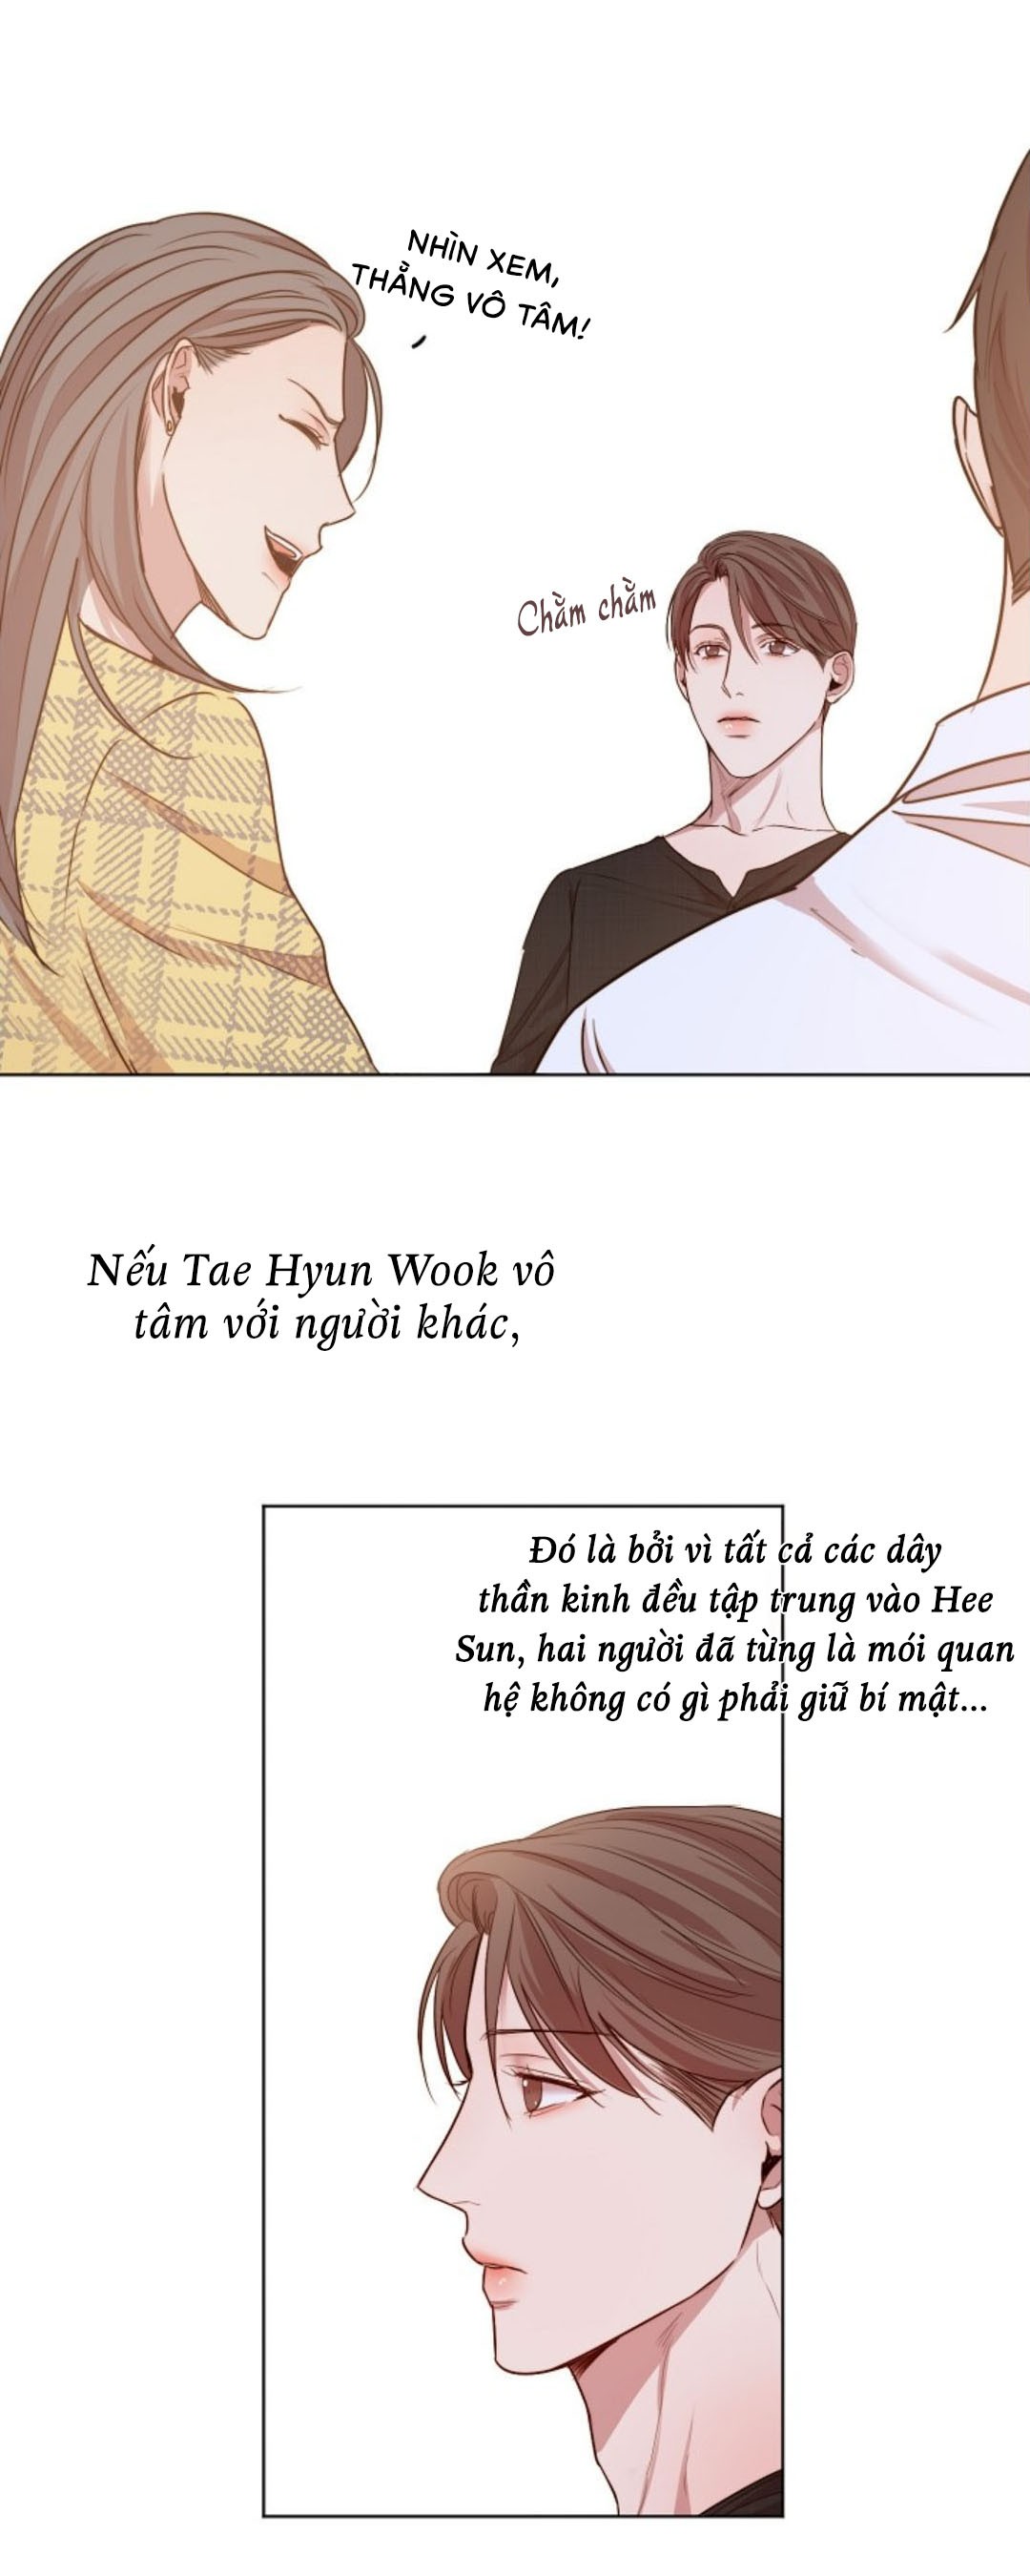 NHÌN XEM,
THẰNG VÔ TÂM!
Chằm chằm
Nếu Tae Hyun Wook vô
tâm với người khác,
Đó là bởi vì tất cả các dây
thần kinh đều tập trung vào Hee
Sun, hai người đã từng là mói quan
hệ không có gì phải giữ bí mật...